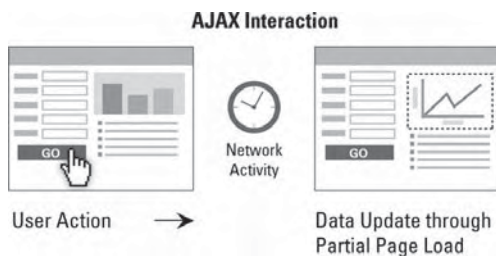 AJAX Interaction
GO
Network
Activity
GO
User Action
Data Update through
Partial Page Load